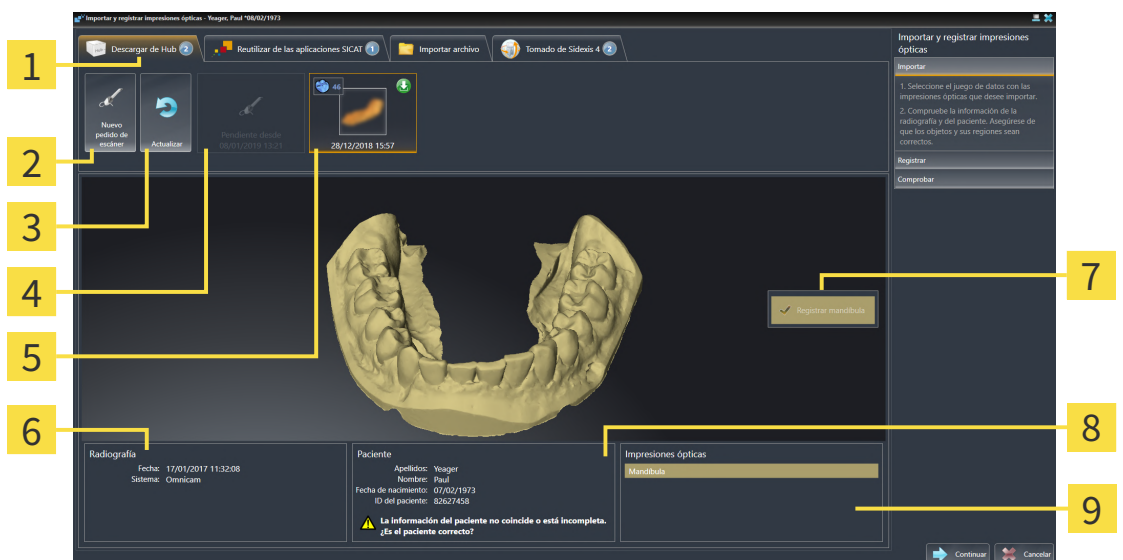 Importar y registrar impresiones ópticas - Yeager, Paul *08/02/1973
Descargar de Hub 2
Reutilizar de las aplicaciones SICAT 1
Importar archivo
Tomado de Sidexis 4 2
Nuevo
pedido de
escáner
Actualizar
Pendiente desde
08/01/2019 13:21
46
28/12/2018 15:57
Importar y registrar impresiones
ópticas
Importar
1. Seleccione el juego de datos con las
impresiones ópticas que desee importar.
2. Compruebe la información de la
radiografía y del paciente. Asegúrese de
que los objetos y sus regiones sean
correctos.
Registrar
Comprobar
1
2
3
4
5
6
7
8
9
Registrar mandíbula
Radiografía
Fecha: 17/01/2017 11:32:08
Sistema: Omnicam
Paciente
Apellidos: Yeager
Nombre: Paul
Fecha de nacimiento: 07/02/1973
ID del paciente: 82627458
La información del paciente no coincide o está incompleta.
¿Es el paciente correcto?
Impresiones ópticas
Mandíbula
Continuar
Cancelar